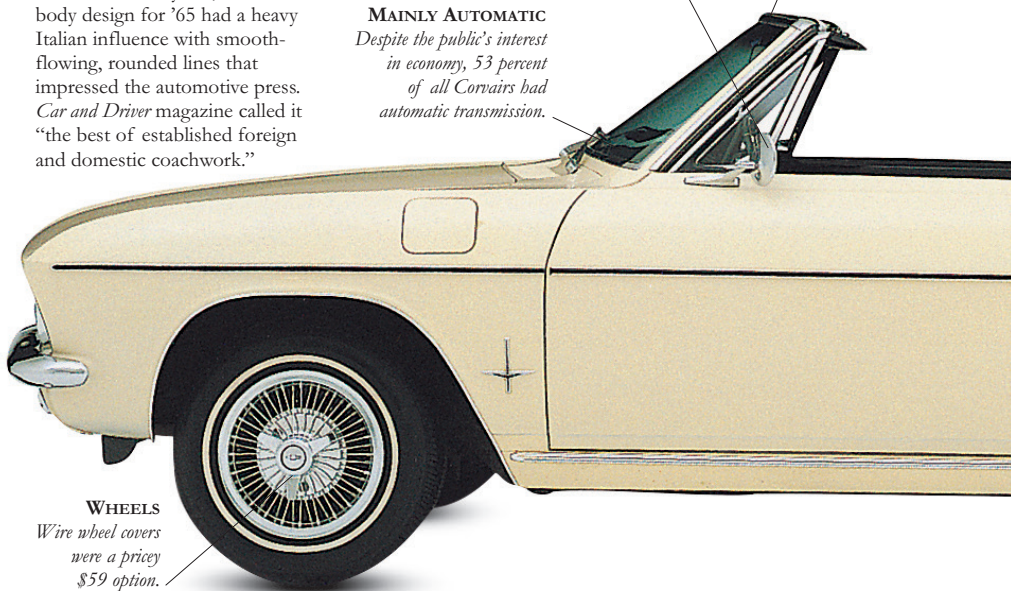 body design for ’65 had a heavy
Italian influence with smooth-
flowing, rounded lines that
impressed the automotive press.
Car and Driver magazine called it
“the best of established foreign
and domestic coachwork.”
MAINLY AUTOMATIC
Despite the public’s interest
in economy, 53 percent
of all Corvairs had
automatic transmission.
WHEELS
Wire wheel covers
were a pricey
$59 option.